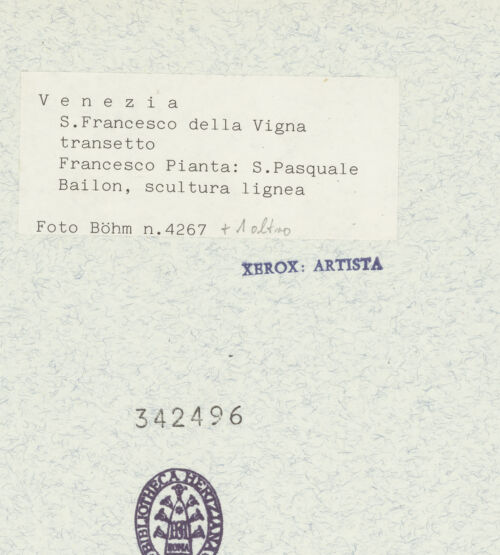 V e n e z i a
S.Francesco della Vigna
transetto
Francesco Pianta: S.Pasquale
Bailon, scultura lignea
Foto Böhm n.4267 + 1 altro
XEROX: ARTISTA
342496
BIBLIOTHECA HERTZIANA
ROMA